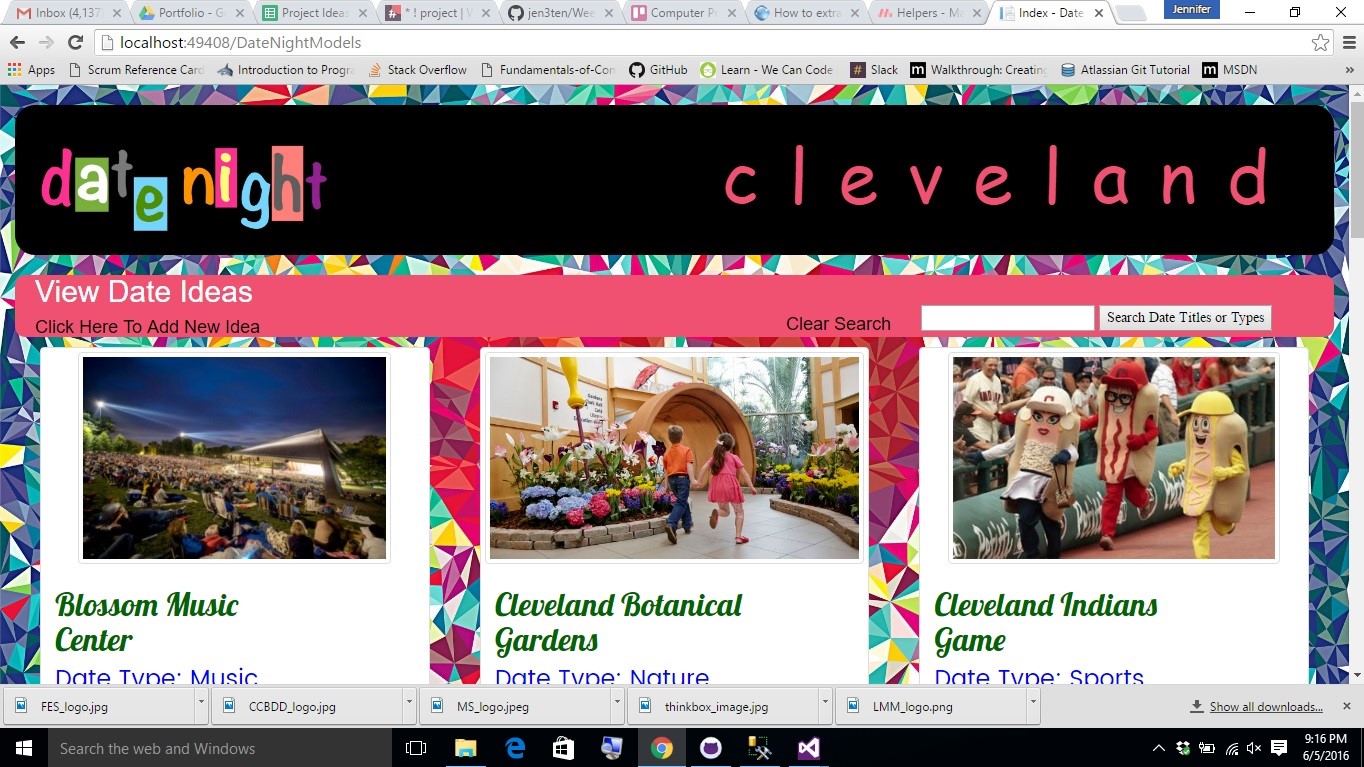 Inbox (4,137
Portfolio - G
Project Ideas
* ! project | W
jen3ten/Wee
Computer Pr
How to extra
Helpers - Ma
Index - Date
Jennifer
localhost:49408/DateNightModels
Apps
Scrum Reference Card
Introduction to Progra
Stack Overflow
Fundamentals-of-Con
GitHub
Learn - We Can Code
Slack
Walkthrough: Creating
Atlassian Git Tutorial
MSDN
»
date night
cleveland
View Date Ideas
Click Here To Add New Idea
Clear Search
Search Date Titles or Types
Blossom Music
Center
Date Type: Music
Cleveland Botanical
Gardens
Date Type: Nature
Cleveland Indians
Game
Date Type: Sports
FES_logo.jpg
CCBDD_logo.jpg
MS_logo.jpeg
thinkbox_image.jpg
LMM_logo.png
Show all downloads...
Search the web and Windows
9:16 PM
6/5/2016